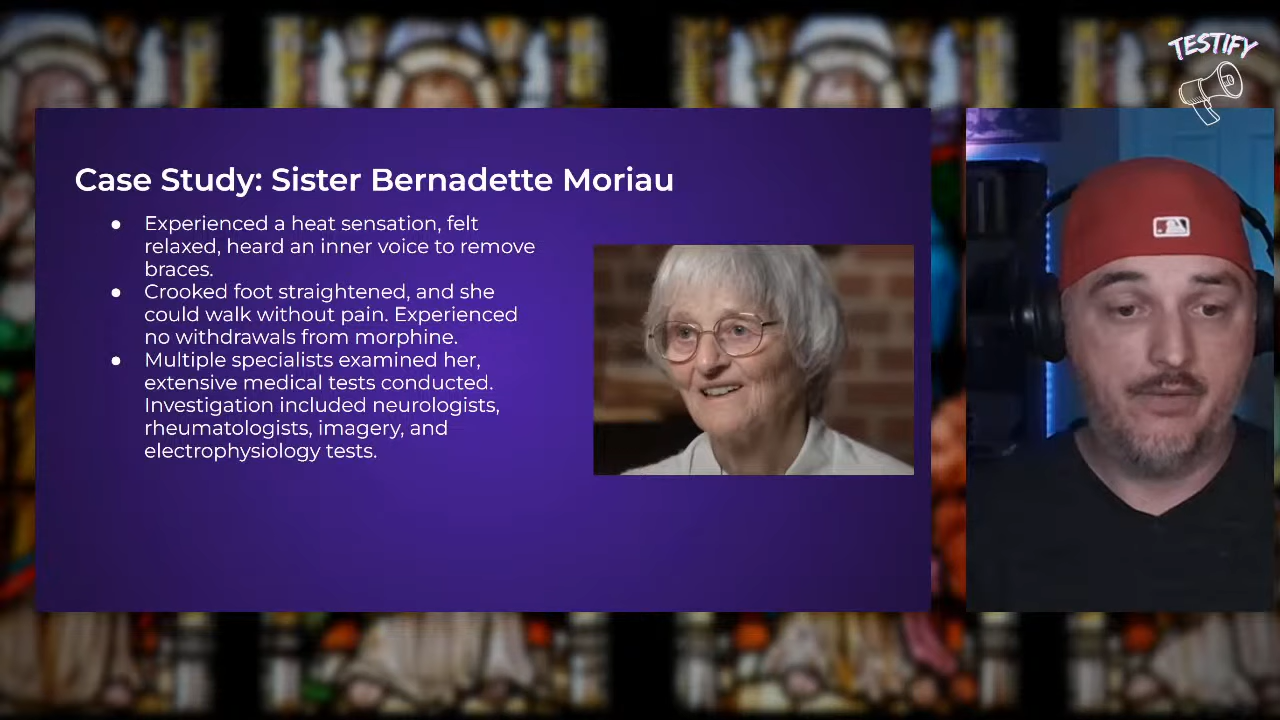 TESTIFY
Case Study: Sister Bernadette Moriau
● Experienced a heat sensation, felt
relaxed, heard an inner voice to remove
braces.
● Crooked foot straightened, and she
could walk without pain. Experienced
no withdrawals from morphine.
● Multiple specialists examined her,
extensive medical tests conducted.
Investigation included neurologists,
rheumatologists, imagery, and
electrophysiology tests.